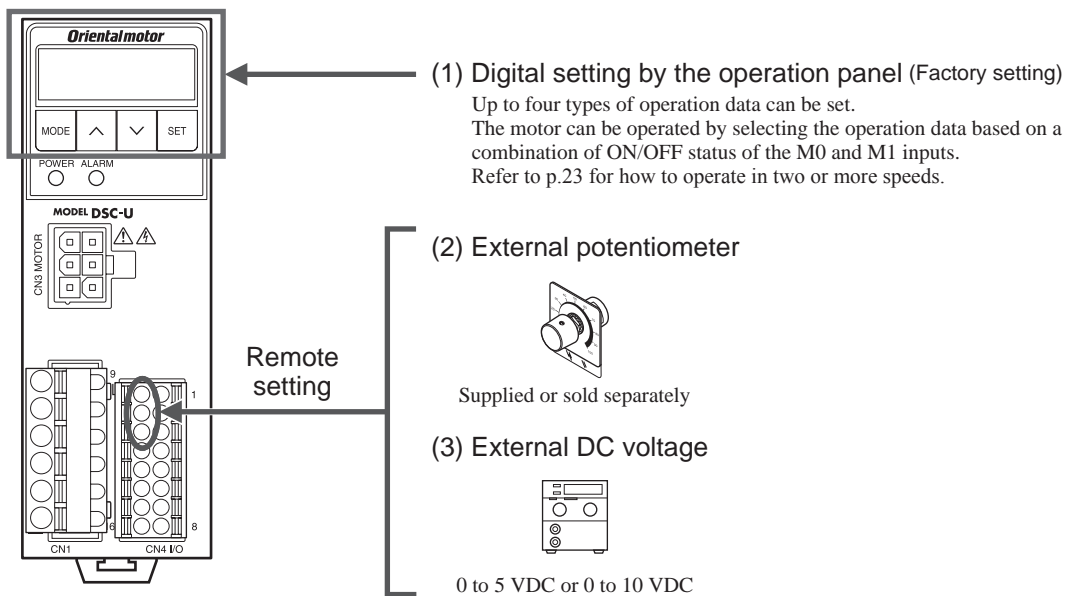 Orientalmotor
MODE
SET
POWER ALARM
MODEL DSC-U
CN3 MOTOR
9
1
6
8
CN1
CN4 I/O
Remote
setting
(1) Digital setting by the operation panel (Factory setting)
Up to four types of operation data can be set.
The motor can be operated by selecting the operation data based on a
combination of ON/OFF status of the M0 and M1 inputs.
Refer to p.23 for how to operate in two or more speeds.
(2) External potentiometer
Supplied or sold separately
(3) External DC voltage
0 to 5 VDC or 0 to 10 VDC